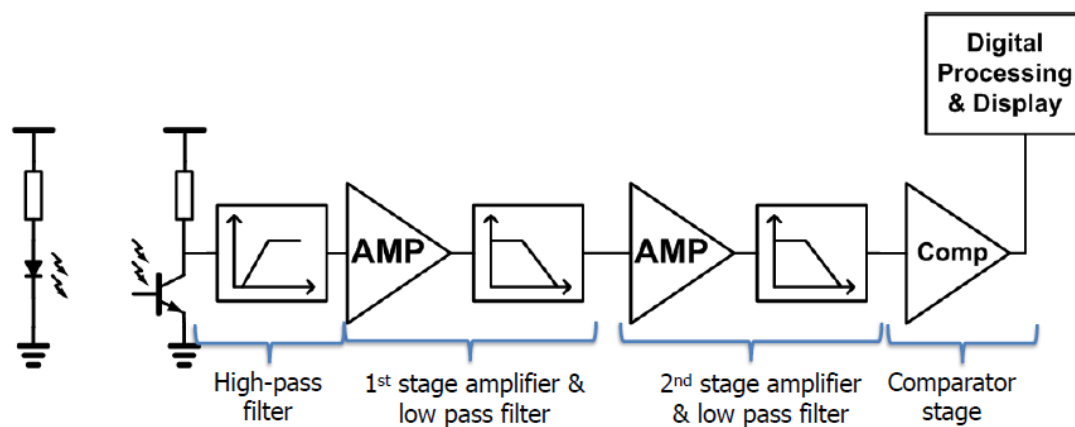 Digital
Processing
& Display
AMP
AMP
Comp
High-pass
filter
1st stage amplifier &
low pass filter
2nd stage amplifier
& low pass filter
Comparator
stage